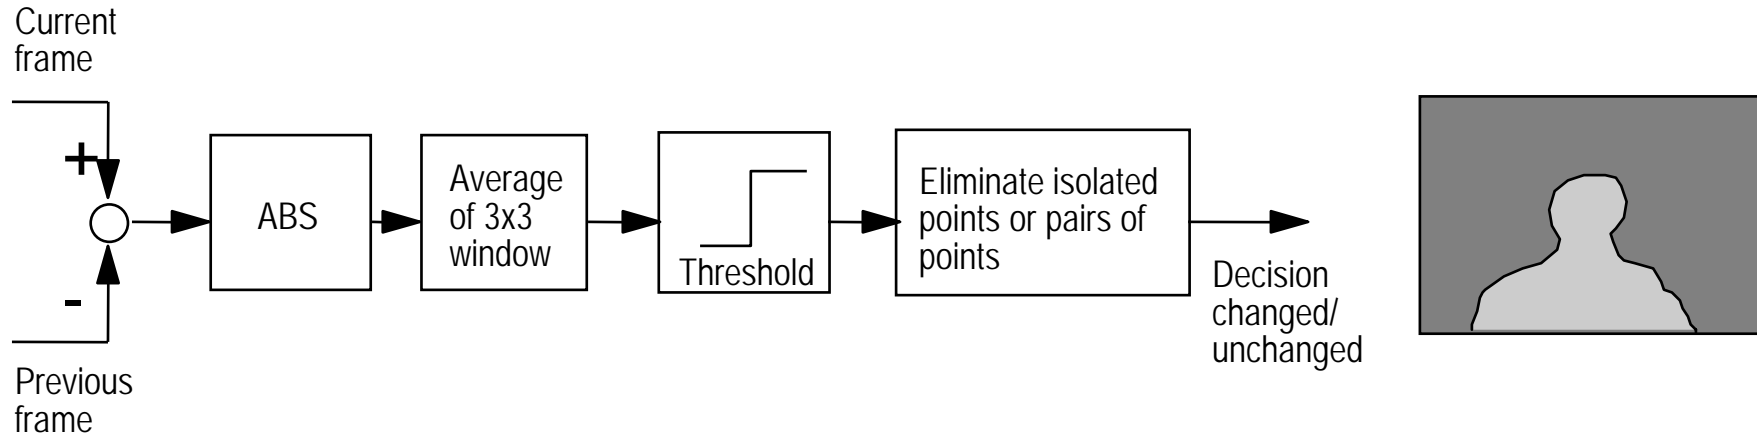 Current
frame
+
-
Previous
frame
ABS
Average
of 3x3
window
Threshold
Eliminate isolated
points or pairs of
points
Decision
changed/
unchanged